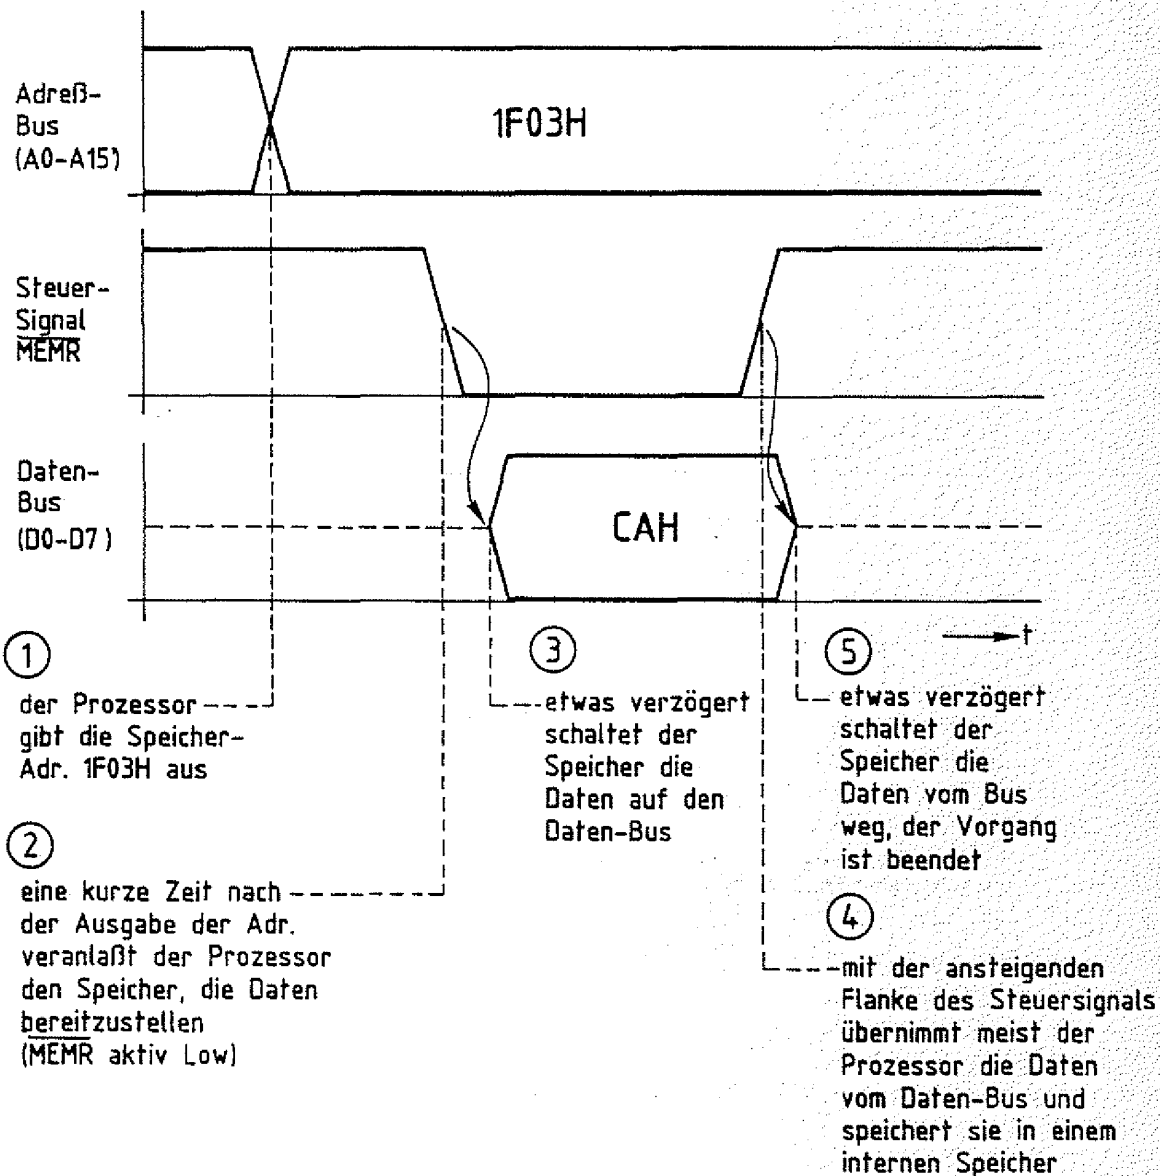 Adreß-
Bus
(A0-A15)
1F03H
Steuer-
Signal
MEMR
Daten-
Bus
(D0-D7)
CAH
t
1
der Prozessor
gibt die Speicher-
Adr. 1F03H aus
2
eine kurze Zeit nach
der Ausgabe der Adr.
veranlaßt der Prozessor
den Speicher, die Daten
bereitzustellen
(MEMR aktiv Low)
3
etwas verzögert
schaltet der
Speicher die
Daten auf den
Daten-Bus
5
etwas verzögert
schaltet der
Speicher die
Daten vom Bus
weg, der Vorgang
ist beendet
4
mit der ansteigenden
Flanke des Steuersignals
übernimmt meist der
Prozessor die Daten
vom Daten-Bus und
speichert sie in einem
internen Speicher